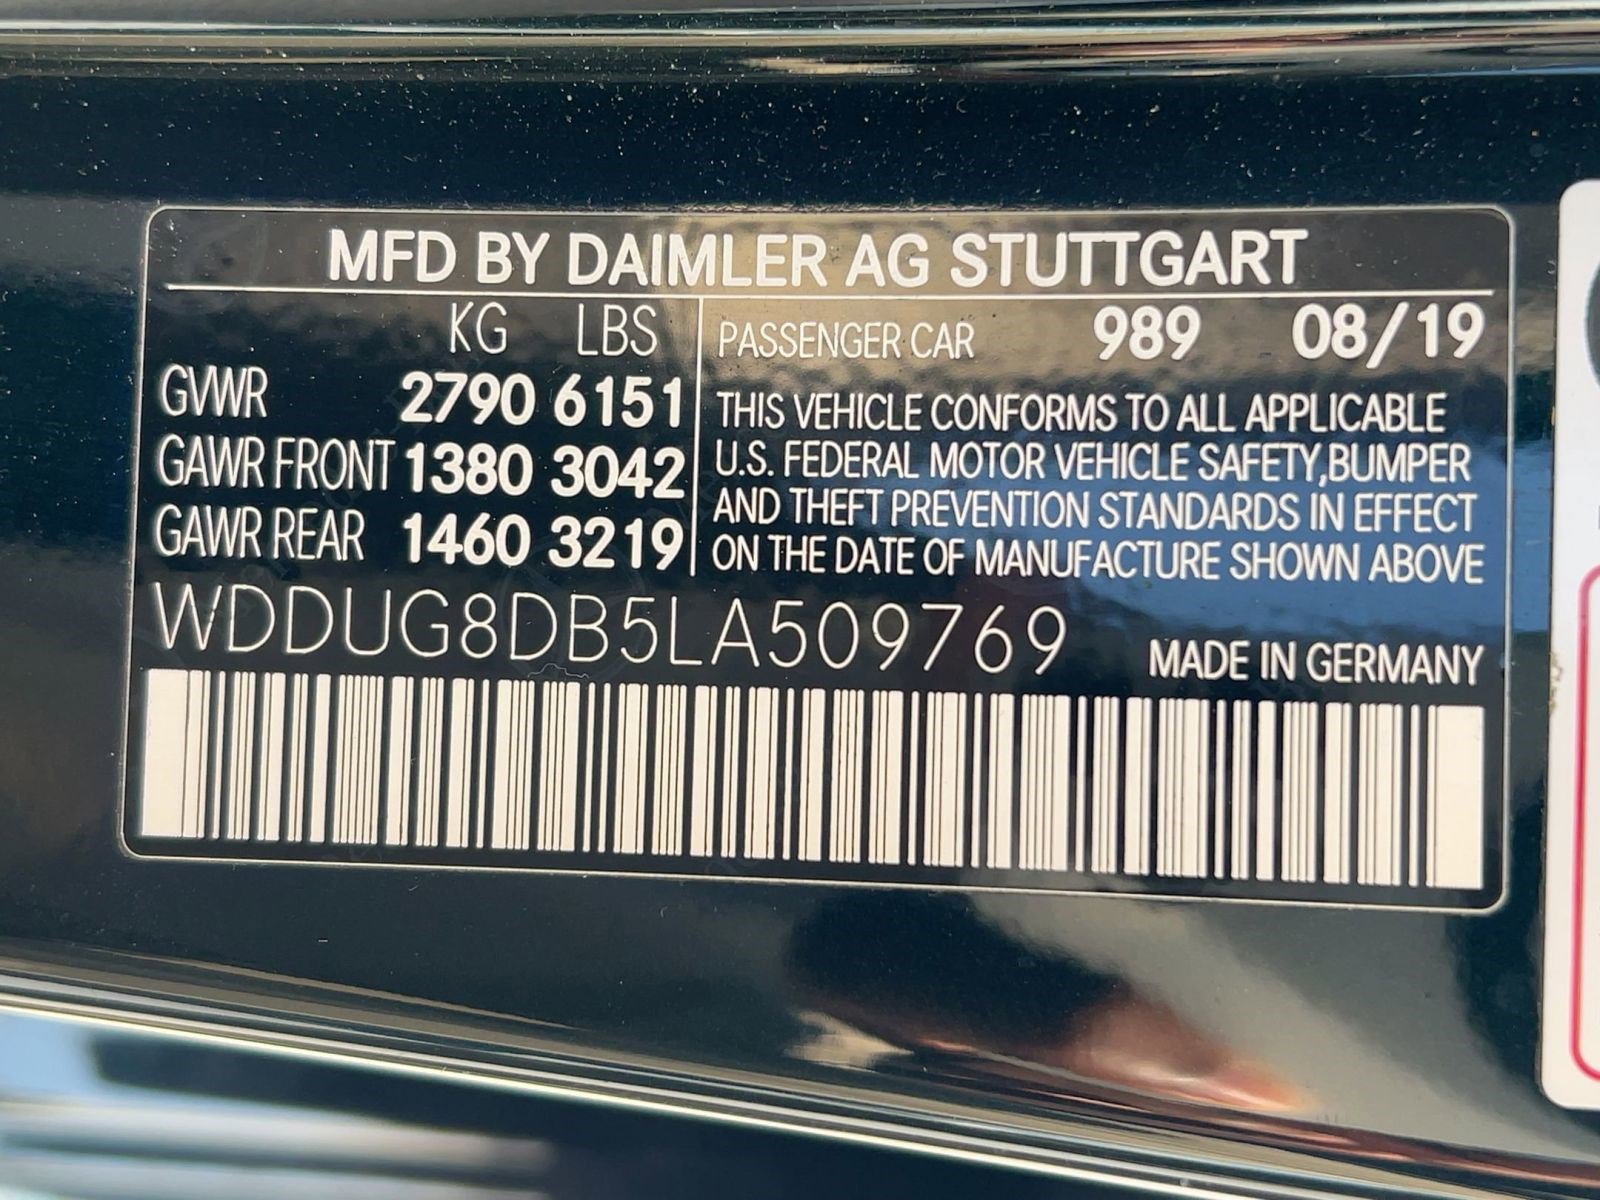 MFD BY DAIMLER AG STUTTGART
KG LBS
GVWR 2790 6151
GAWR FRONT 1380 3042
GAWR REAR 1460 3219
PASSENGER CAR 989 08/19
THIS VEHICLE CONFORMS TO ALL APPLICABLE
U.S. FEDERAL MOTOR VEHICLE SAFETY,BUMPER
AND THEFT PREVENTION STANDARDS IN EFFECT
ON THE DATE OF MANUFACTURE SHOWN ABOVE
WDDUG8DB5LA509769
MADE IN GERMANY